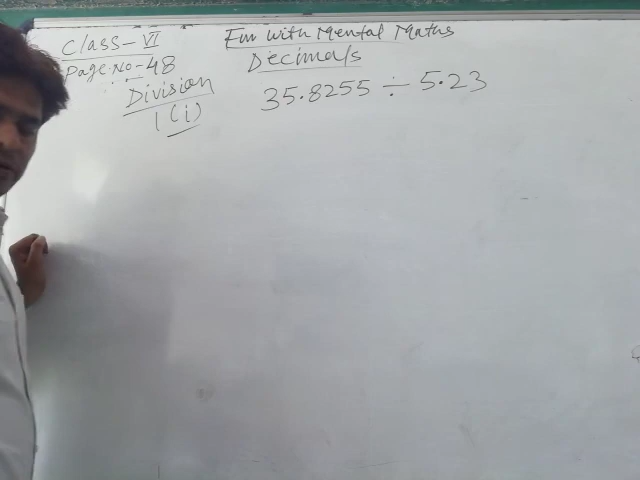 Class-VI
Fun with Mental Maths
Page.No-48
Decimals
Division
35.8255 ÷ 5.23
1 (i)